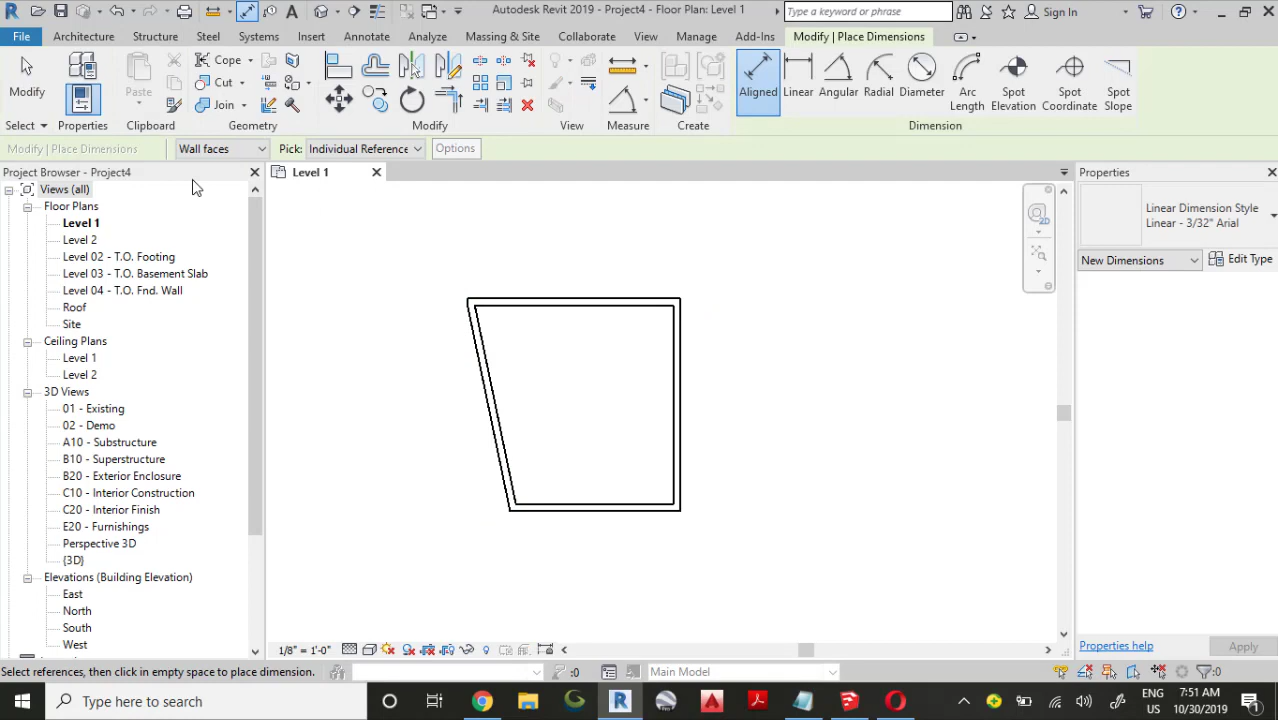 Autodesk Revit 2019 - Project4 - Floor Plan: Level 1
Type a keyword or phrase
Sign In
File
Architecture
Structure
Steel
Systems
Insert
Annotate
Analyze
Massing & Site
Collaborate
View
Manage
Add-Ins
Modify | Place Dimensions
Modify
Paste
Cope
Cut
Join
Aligned
Linear
Angular
Radial
Diameter
Arc
Length
Spot
Elevation
Spot
Coordinate
Spot
Slope
Select
Properties
Clipboard
Geometry
Modify
View
Measure
Create
Dimension
Modify | Place Dimensions
Wall faces
Pick:
Individual Reference
Options
Project Browser - Project4
Views (all)
Floor Plans
Level 1
Level 2
Level 02 - T.O. Footing
Level 03 - T.O. Basement Slab
Level 04 - T.O. Fnd. Wall
Roof
Site
Ceiling Plans
Level 1
Level 2
3D Views
01 - Existing
02 - Demo
A10 - Substructure
B10 - Superstructure
B20 - Exterior Enclosure
C10 - Interior Construction
C20 - Interior Finish
E20 - Furnishings
Perspective 3D
{3D}
Elevations (Building Elevation)
East
North
South
West
Level 1
2D
1/8" = 1'-0"
Properties
Linear Dimension Style
Linear - 3/32" Arial
New Dimensions
Edit Type
Properties help
Apply
Select references, then click in empty space to place dimension.
:0
Main Model
:0
Type here to search
ENG
US
7:51 AM
10/30/2019